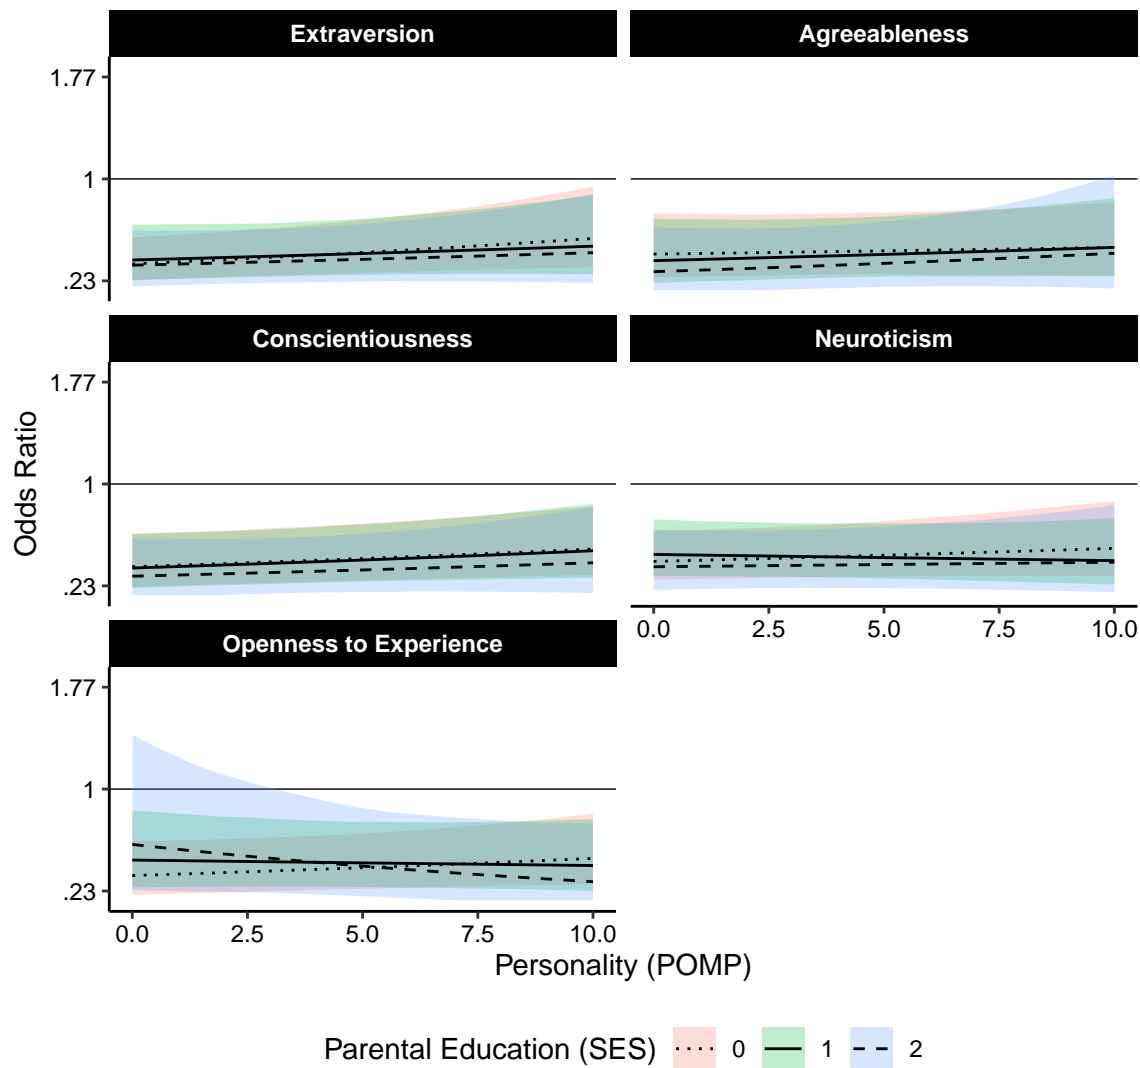 Extraversion
Agreeableness
1.77
1
.23
Conscientiousness
Neuroticism
1.77
1
.23
0.0 2.5 5.0 7.5 10.0
Openness to Experience
1.77
1
.23
0.0 2.5 5.0 7.5 10.0
Odds Ratio
Personality (POMP)
Parental Education (SES) 0 1 2